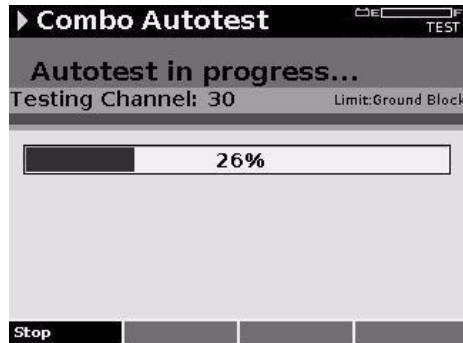 Combo Autotest
E F
TEST
Autotest in progress...
Testing Channel: 30
Limit:Ground Block
26%
Stop